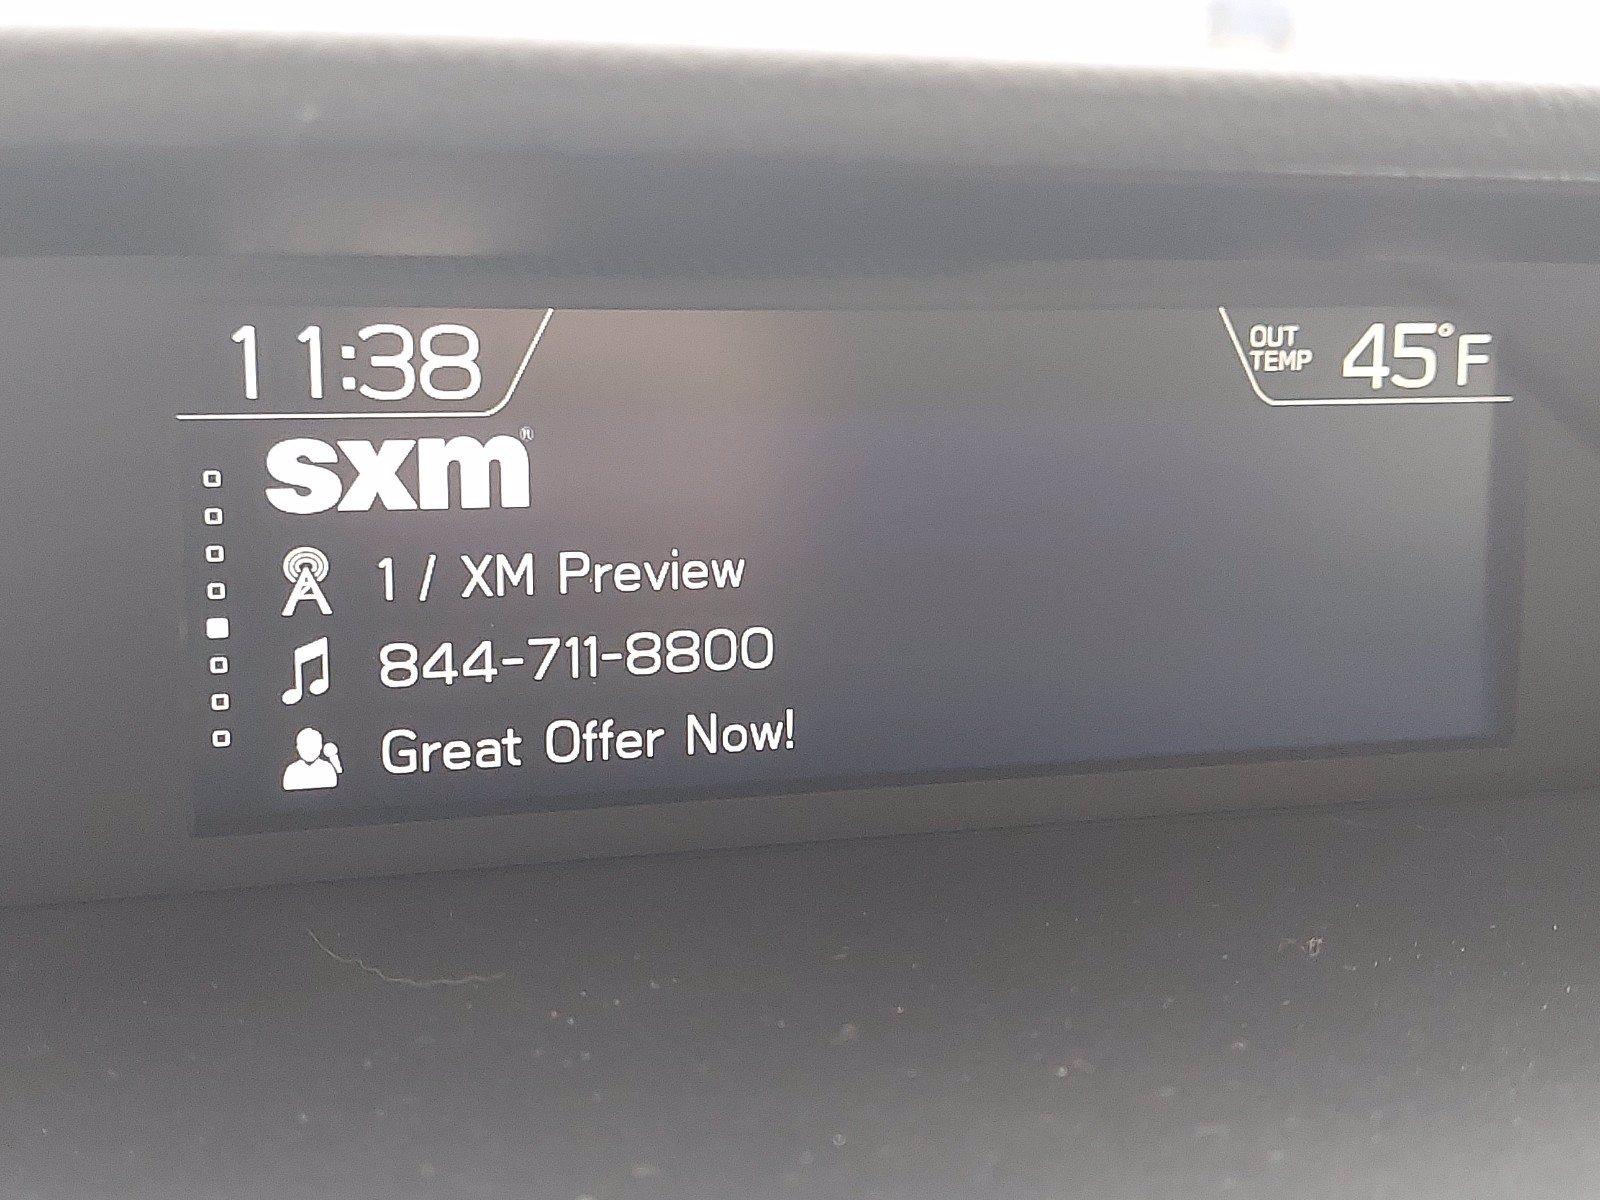 11:38
OUT TEMP 45°F
sxm®
1 / XM Preview
844-711-8800
Great Offer Now!